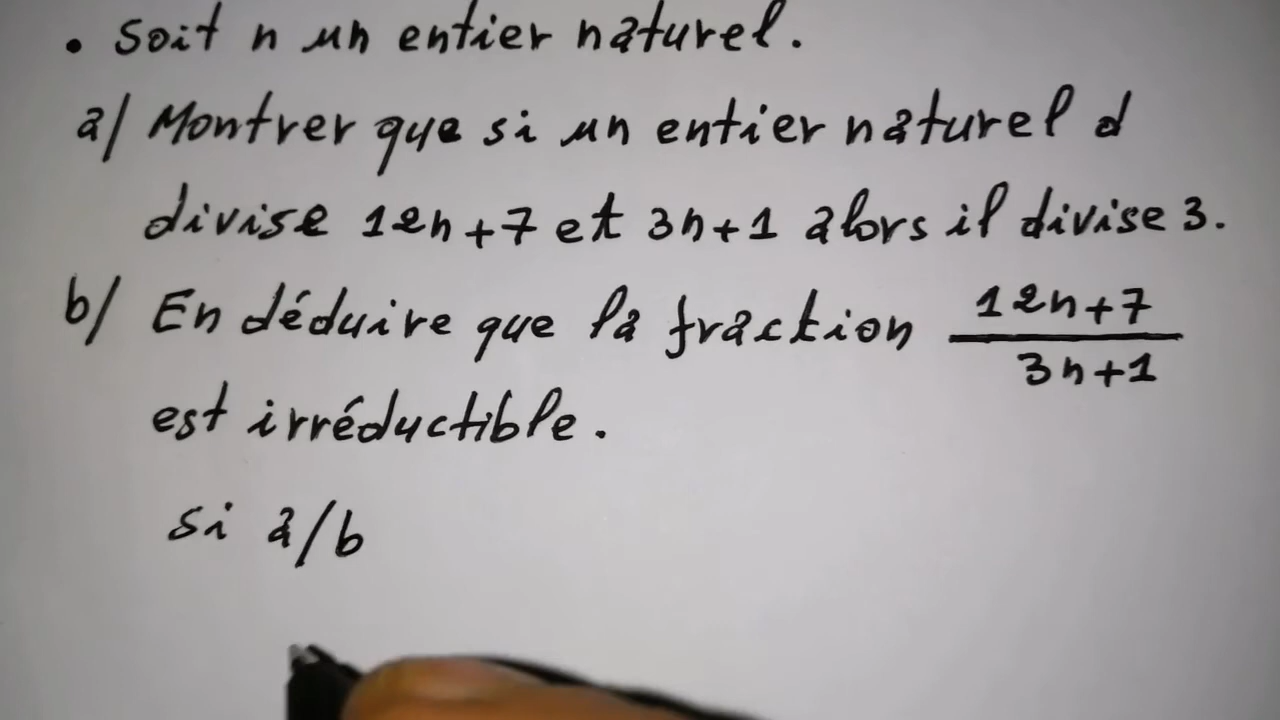 • Soit n un entier naturel.
a/ Montrer que si un entier naturel d
divise 12n+7 et 3n+1 alors il divise 3.
b/ En déduire que la fraction 12n+7
3n+1
est irréductible.
si a/b